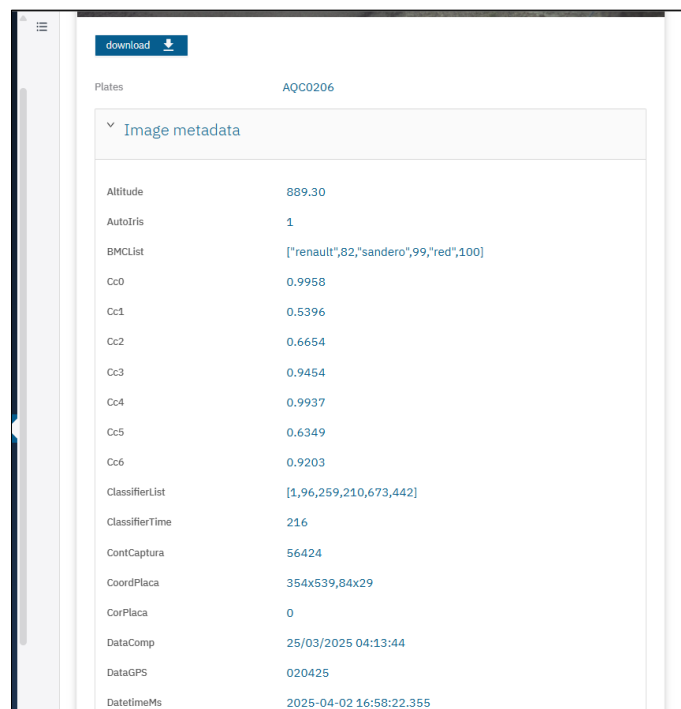 download
Plates AQC0206
Image metadata
Altitude 889.30
AutoIris 1
BMCList ["renault",82,"sandero",99,"red",100]
Cc0 0.9958
Cc1 0.5396
Cc2 0.6654
Cc3 0.9454
Cc4 0.9937
Cc5 0.6349
Cc6 0.9203
ClassifierList [1,96,259,210,673,442]
ClassifierTime 216
ContCaptura 56424
CoordPlaca 354x539,84x29
CorPlaca 0
DataComp 25/03/2025 04:13:44
DataGPS 020425
DatetimeMs 2025-04-02 16:58:22.355